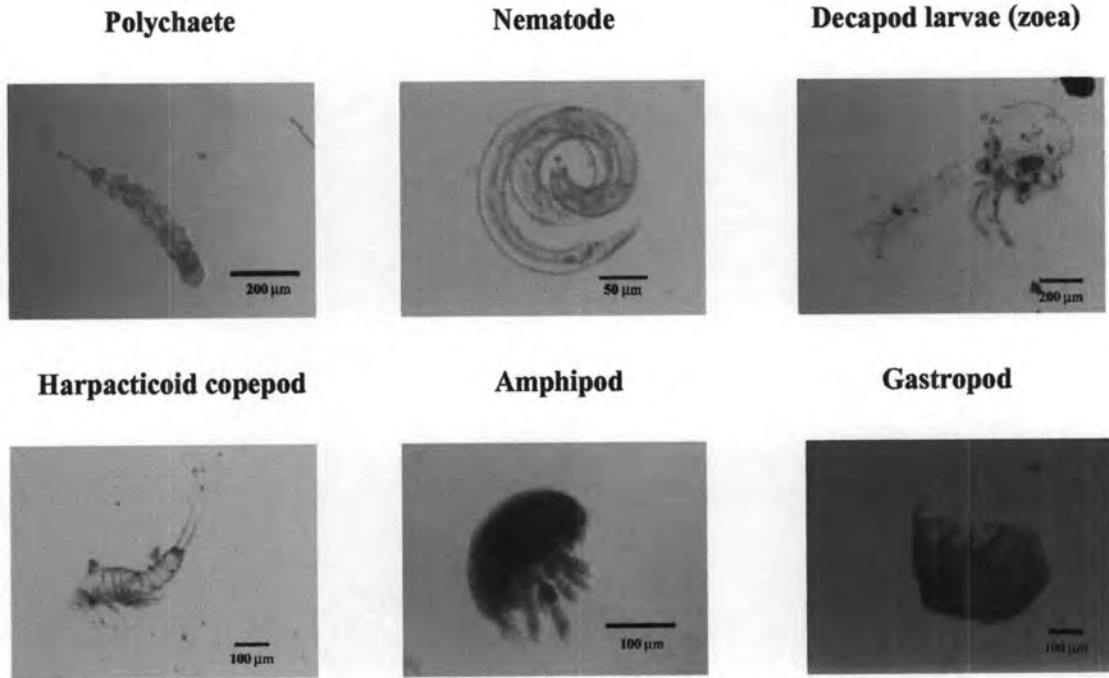 Polychaete
Nematode
Decapod larvae (zoea)
200 µm
50 µm
200 µm
Harpacticoid copepod
Amphipod
Gastropod
100 µm
100 µm
100 µm